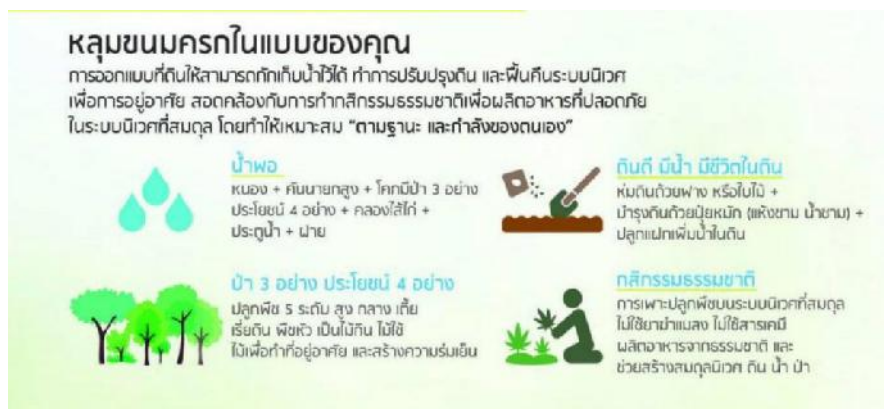 หลุมขนมครกในแบบของคุณ
การออกแบบที่ดินให้สามารถกักเก็บน้ำไว้ได้ ทำการปรับปรุงดิน และฟื้นคืนระบบนิเวศ
เพื่อการอยู่อาศัย สอดคล้องกับการทำกสิกรรมธรรมชาติเพื่อผลิตอาหารที่ปลอดภัย
ในระบบนิเวศที่สมดุล โดยทำให้เหมาะสม "ตามฐานะ และกำลังของตนเอง"
น้ำพอ
หนอง + คันนายกสูง + โคกมีป่า 3 อย่าง
ประโยชน์ 4 อย่าง + คลองไส้ไก่ +
ประตูน้ำ + ฝาย
ดินดี มีน้ำ มีชีวิตในดิน
ห่มดินด้วยฟาง หรือใบไม้ +
บำรุงดินด้วยปุ๋ยหมัก (แห้งชาม น้ำชาม) +
ปลูกแฝกเพิ่มน้ำในดิน
ป่า 3 อย่าง ประโยชน์ 4 อย่าง
ปลูกพืช 5 ระดับ สูง กลาง เตี้ย
เรี่ยดิน พืชหัว เป็นไม้กิน ไม้ใช้
ไม้เพื่อทำที่อยู่อาศัย และสร้างความร่มเย็น
กสิกรรมธรรมชาติ
การเพาะปลูกพืชบนระบบนิเวศที่สมดุล
ไม่ใช้ยาฆ่าแมลง ไม่ใช้สารเคมี
ผลิตอาหารจากธรรมชาติ และ
ช่วยสร้างสมดุลนิเวศ ดิน น้ำ ป่า